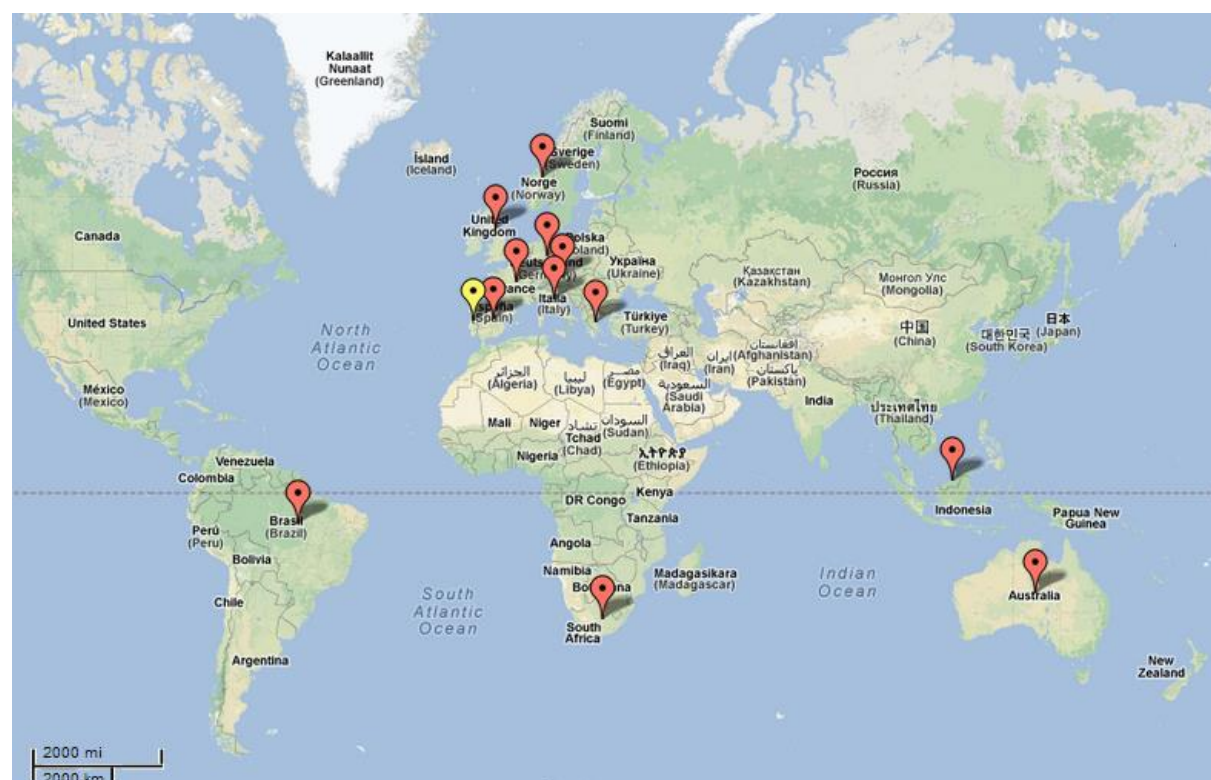 Kalaallit
Nunaat
(Greenland)
Suomi
(Finland)
Ísland
(Iceland)
Sverige
(Sweden)
Россия
(Russia)
Norge
(Norway)
United
Kingdom
Canada
Polska
(Poland)
Deutschland
(Germany)
Україна
(Ukraine)
Қазақстан
(Kazakhstan)
Монгол Улс
(Mongolia)
France
Italia
(Italy)
España
(Spain)
Türkiye
(Turkey)
United States
North
Atlantic
Ocean
中国
(China)
대한민국
(South Korea)
日本
(Japan)
افغانستان
(Afghanistan)
العراق
(Iraq)
ایران
(Iran)
پاکستان
(Pakistan)
الجزائر
(Algeria)
ليبيا
(Libya)
مصر
(Egypt)
السعودية
(Saudi
Arabia)
México
(Mexico)
India
ประเทศไทย
(Thailand)
Mali
Niger
تشاد
Tchad
(Chad)
السودان
(Sudan)
Nigeria
ኢትዮጵያ
(Ethiopia)
Venezuela
Colombia
DR Congo
Kenya
Tanzania
Indonesia
Papua New
Guinea
Brasil
(Brazil)
Perú
(Peru)
Bolivia
Angola
Namibia
Botswana
Madagasikara
(Madagascar)
Indian
Ocean
Australia
Chile
South
Atlantic
Ocean
South
Africa
Argentina
New
Zealand
2000 mi
2000 km